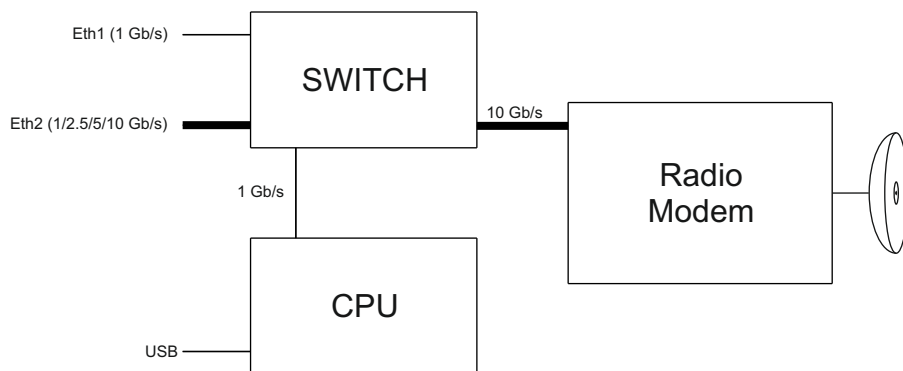 Eth1 (1 Gb/s)
SWITCH
Eth2 (1/2.5/5/10 Gb/s)
10 Gb/s
Radio
Modem
1 Gb/s
CPU
USB